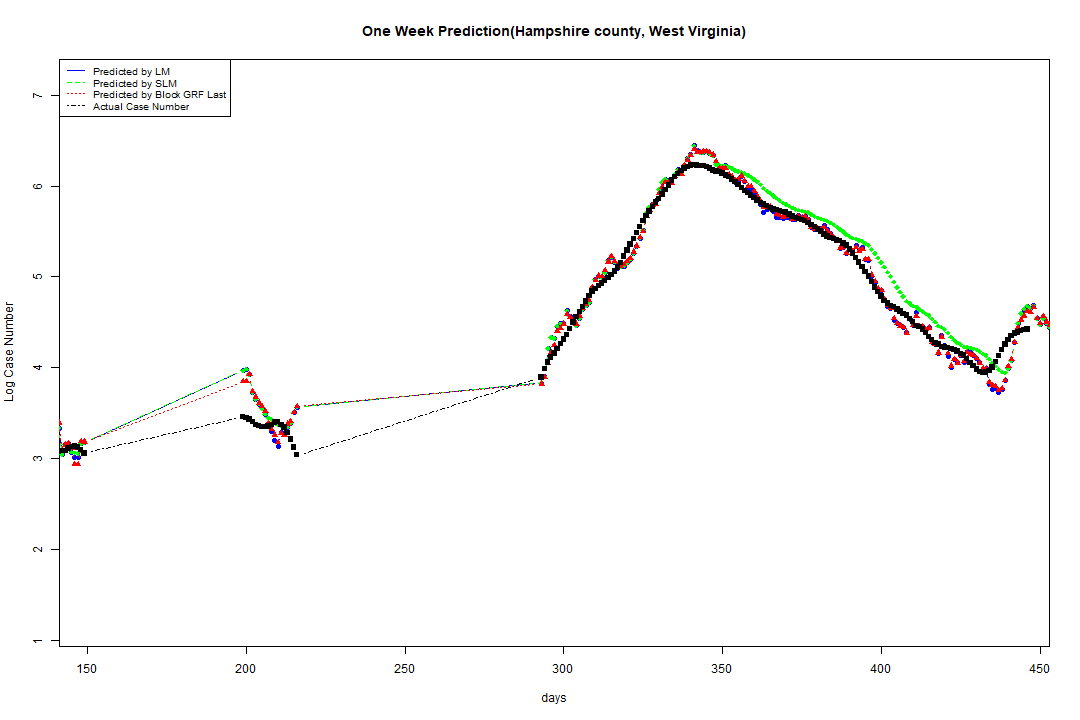 One Week Prediction(Hampshire county, West Virginia)
Predicted by LM
Predicted by SLM
Predicted by Block GRF Last
Actual Case Number
7
6
5
4
3
2
1
Log Case Number
150
200
250
300
350
400
450
days